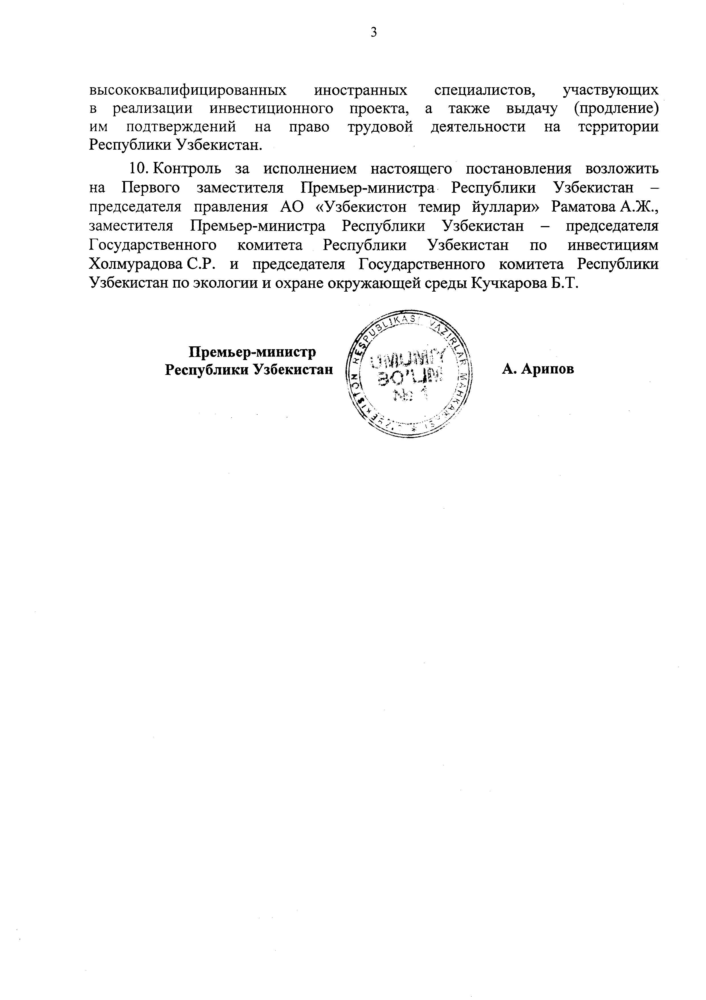 3
высококвалифицированных иностранных специалистов, участвующих
в реализации инвестиционного проекта, а также выдачу (продление)
им подтверждений на право трудовой деятельности на территории
Республики Узбекистан.
10. Контроль за исполнением настоящего постановления возложить
на Первого заместителя Премьер-министра Республики Узбекистан –
председателя правления АО «Узбекистон темир йуллари» Раматова А.Ж.,
заместителя Премьер-министра Республики Узбекистан – председателя
Государственного комитета Республики Узбекистан по инвестициям
Холмурадова С.Р. и председателя Государственного комитета Республики
Узбекистан по экологии и охране окружающей среды Кучкарова Б.Т.
Премьер-министр
Республики Узбекистан
А. Арипов
O'ZBEKISTON RESPUBLIKASI VAZIRLAR MAHKAMASI *
UMUMIY
BO'LIM
№ 1